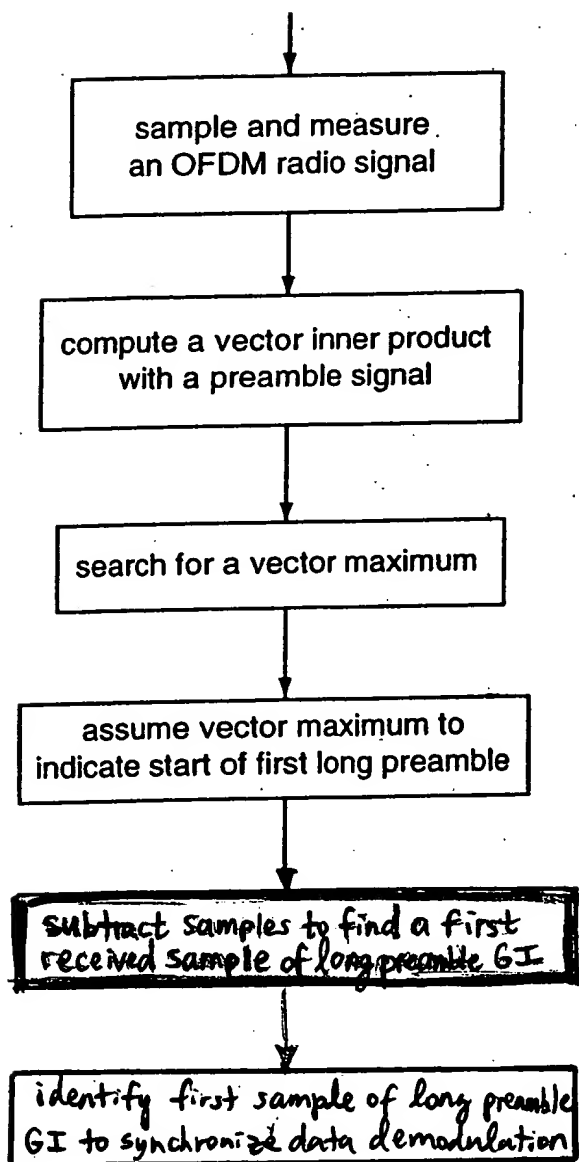 sample and measure
an OFDM radio signal
compute a vector inner product
with a preamble signal
search for a vector maximum
assume vector maximum to
indicate start of first long preamble
subtract samples to find a first
received sample of long preamble GI
identify first sample of long preamble
GI to synchronize data demodulation